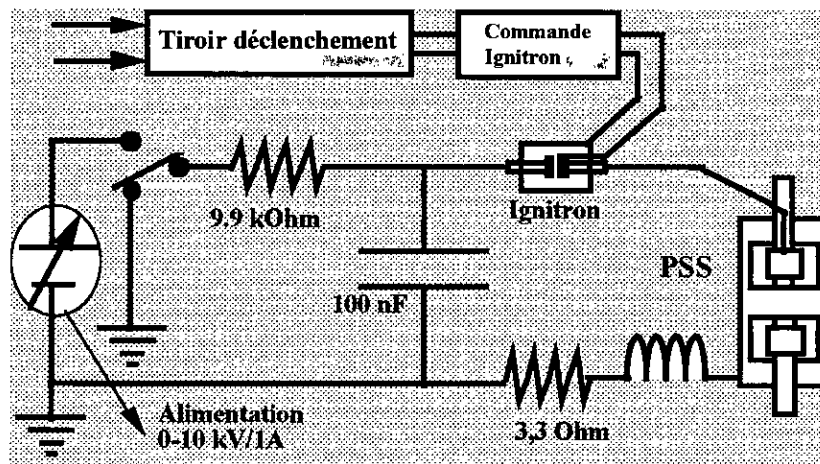 Tiroir déclenchement
Commande
Ignitron
9.9 kOhm
Ignitron
100 nF
PSS
3,3 Ohm
Alimentation
0-10 kV/1A